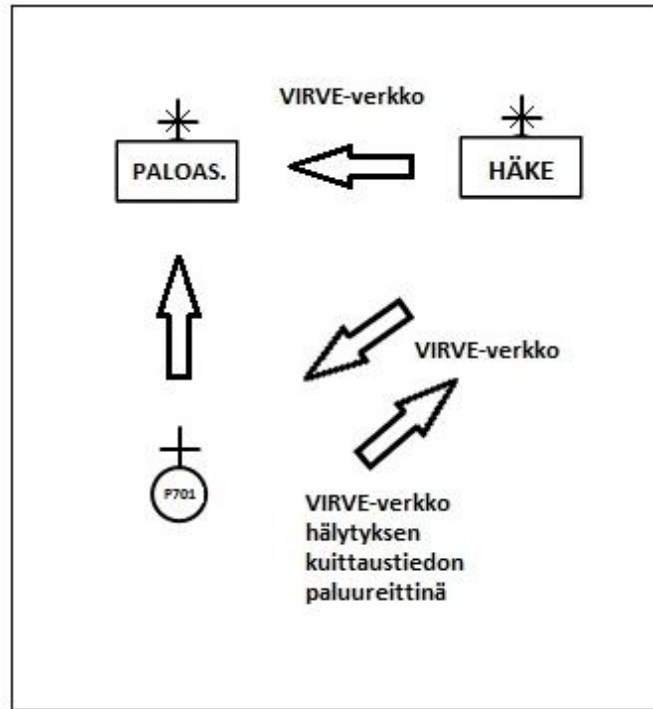 VIRVE-verkko
PALOAS.
HÄKE
VIRVE-verkko
P701
VIRVE-verkko
hälytyksen
kuittaustiedon
paluureittinä